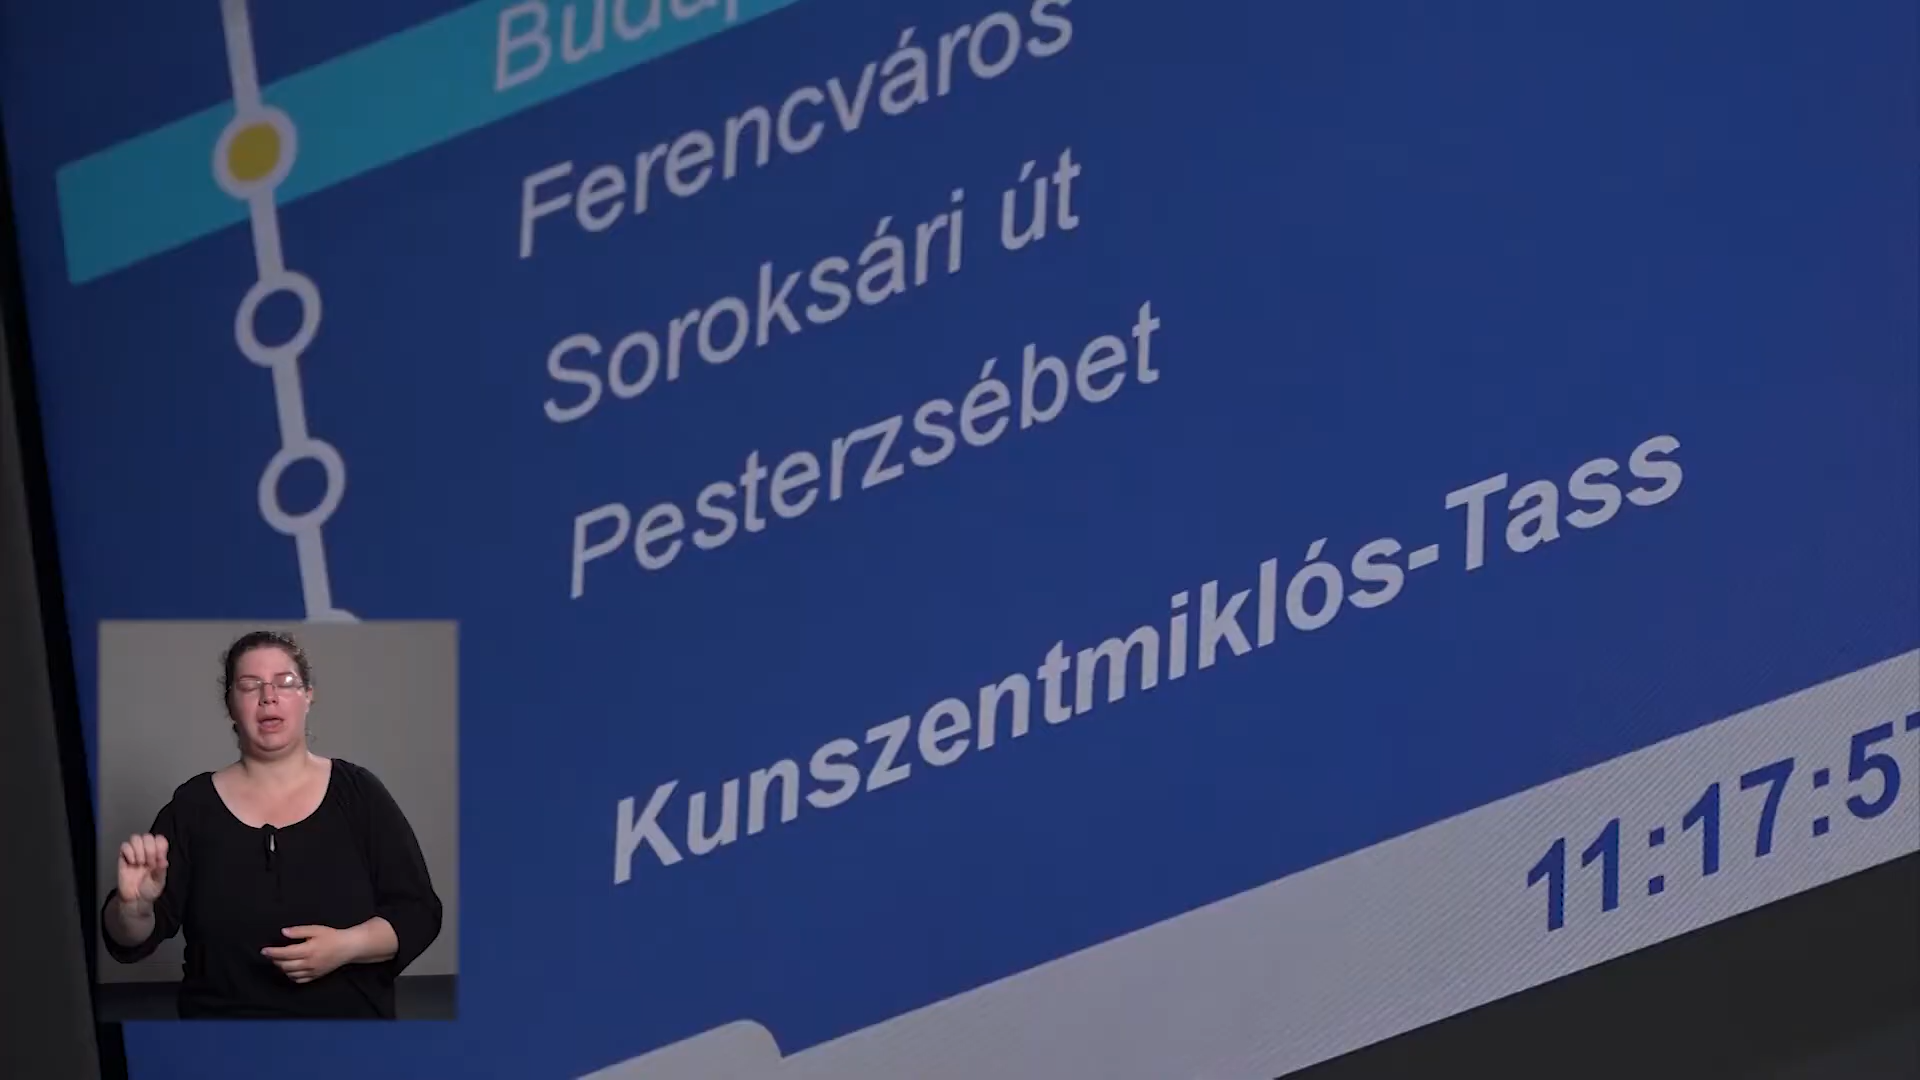 Ferencváros
Soroksári út
Pesterzsébet
Kunszentmiklós-Tass